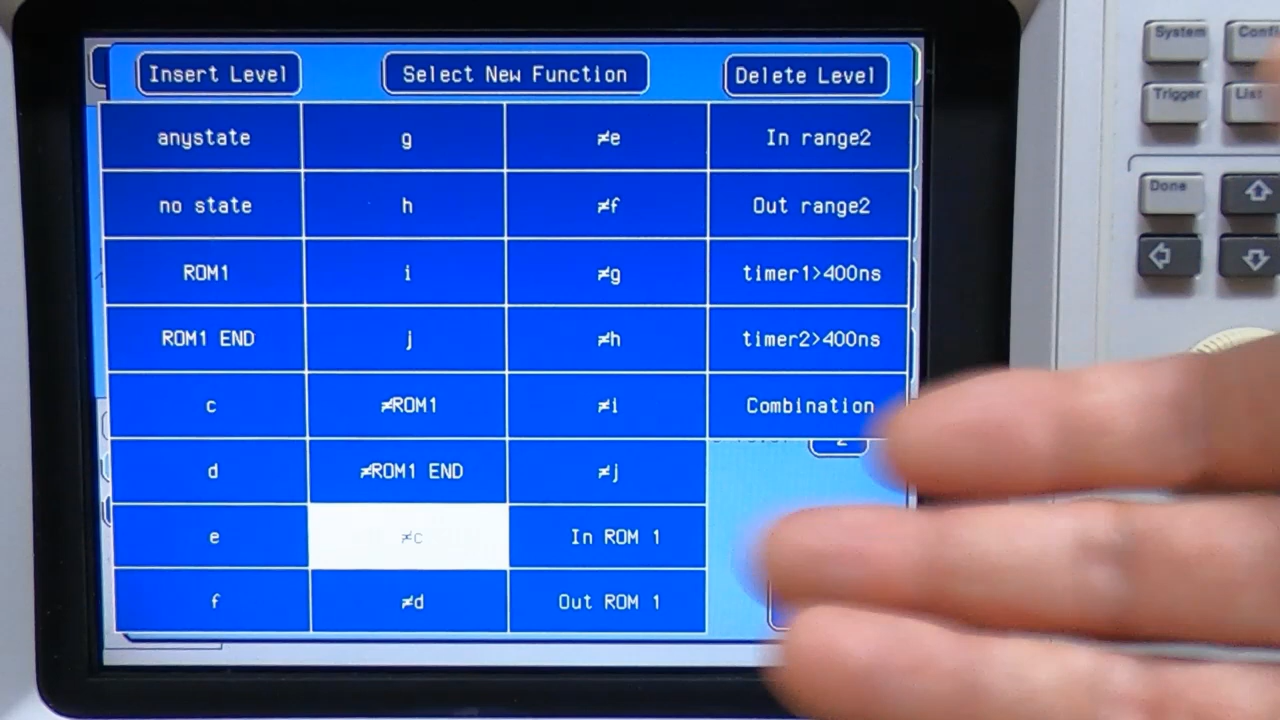 Insert Level Select New Function Delete Level
anystate g ≠e In range2
no state h ≠f Out range2
ROM1 i ≠g timer1>400ns
ROM1 END j ≠h timer2>400ns
c ≠ROM1 ≠i Combination
d ≠ROM1 END ≠j
e ≠c In ROM 1
f ≠d Out ROM 1
System
Trigger
Done